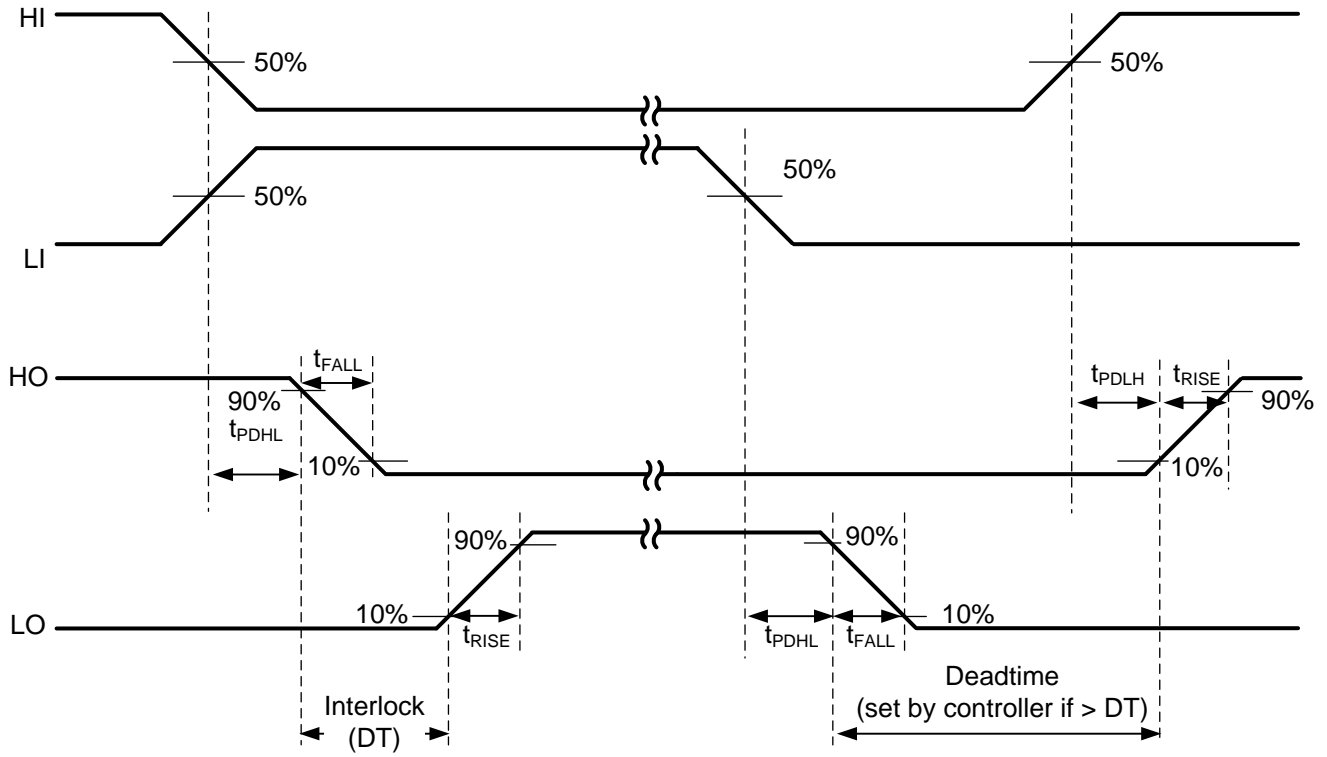 HI
50%
50%
50%
50%
LI
HO
tFALL
90%
tPDHL
10%
tPDLH
tRISE
90%
10%
LO
90%
10%
tRISE
90%
tPDHL
tFALL
10%
Interlock
(DT)
Deadtime
(set by controller if > DT)